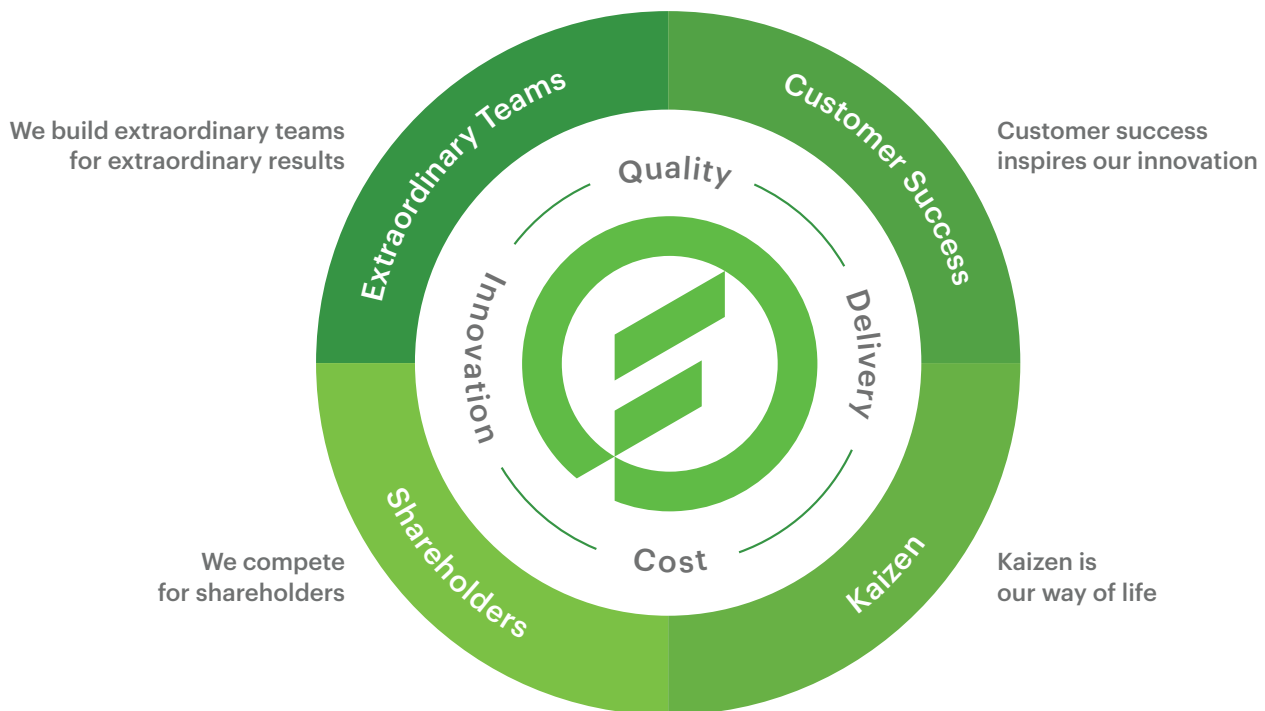 Extraordinary Teams
Customer Success
We build extraordinary teams
for extraordinary results
Customer success
inspires our innovation
Quality
Innovation
Delivery
Cost
Shareholders
Kaizen
We compete
for shareholders
Kaizen is
our way of life